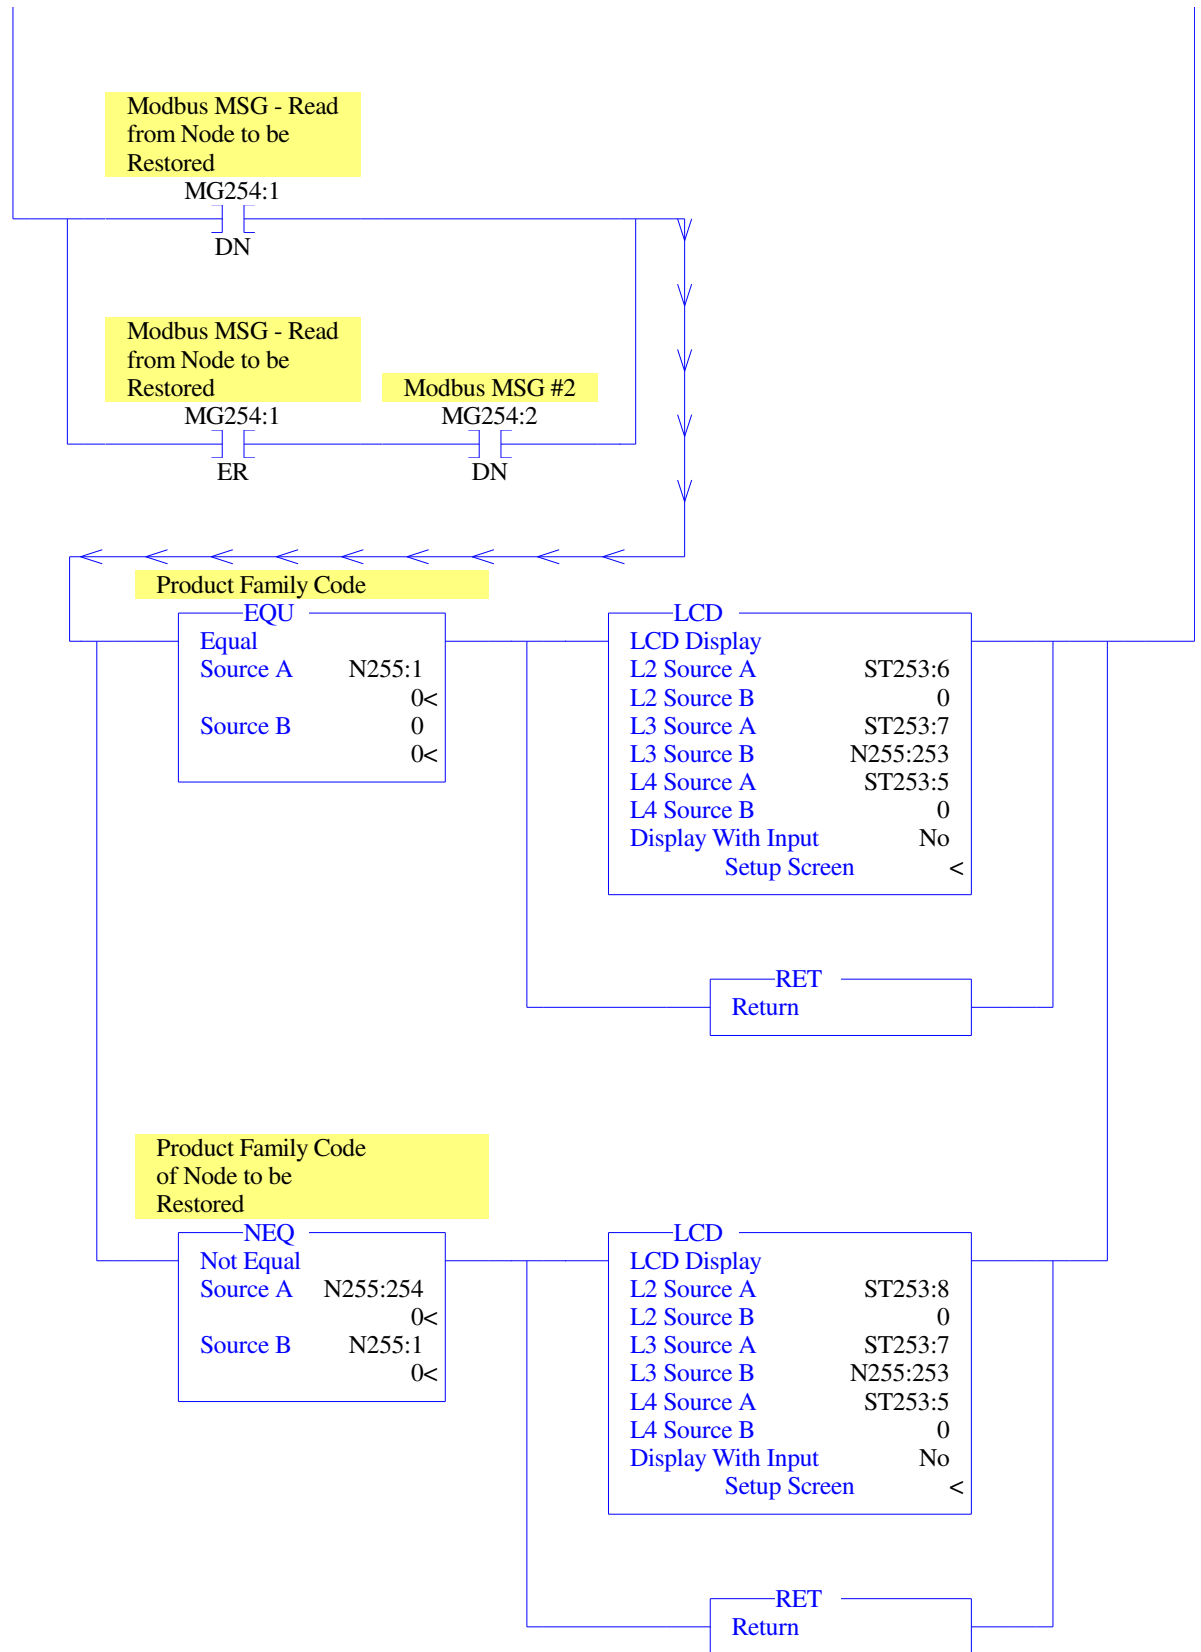 Modbus MSG - Read
from Node to be
Restored
MG254:1
DN
Modbus MSG - Read
from Node to be
Restored
MG254:1
ER
Modbus MSG #2
MG254:2
DN
Product Family Code
EQU
Equal
Source A N255:1
0<
Source B 0
0<
LCD
LCD Display
L2 Source A ST253:6
L2 Source B 0
L3 Source A ST253:7
L3 Source B N255:253
L4 Source A ST253:5
L4 Source B 0
Display With Input No
Setup Screen <
RET
Return
Product Family Code
of Node to be
Restored
NEQ
Not Equal
Source A N255:254
0<
Source B N255:1
0<
LCD
LCD Display
L2 Source A ST253:8
L2 Source B 0
L3 Source A ST253:7
L3 Source B N255:253
L4 Source A ST253:5
L4 Source B 0
Display With Input No
Setup Screen <
RET
Return